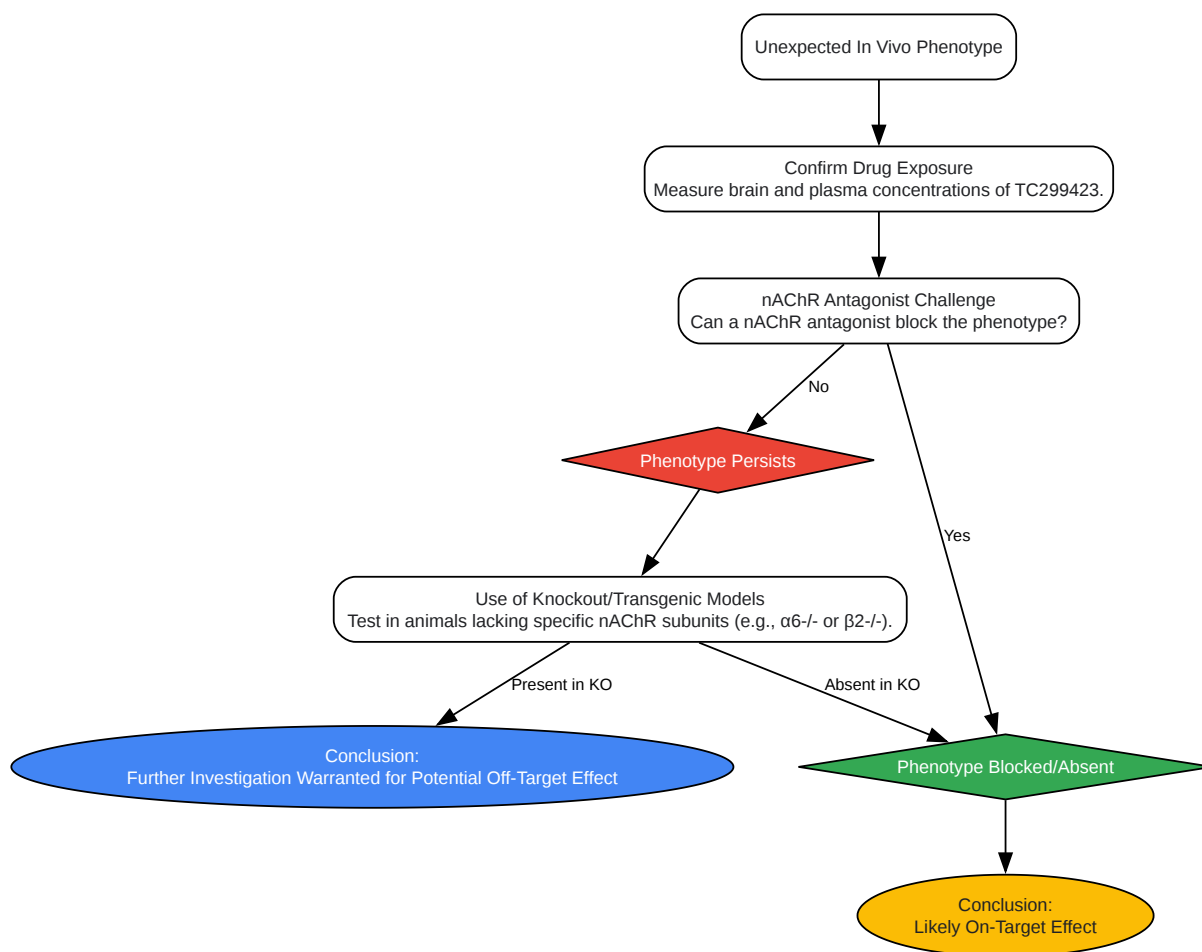 Unexpected In Vivo Phenotype
Confirm Drug Exposure
Measure brain and plasma concentrations of TC299423.
nAChR Antagonist Challenge
Can a nAChR antagonist block the phenotype?
No
Phenotype Persists
Yes
Use of Knockout/Transgenic Models
Test in animals lacking specific nAChR subunits (e.g., α6-/- or β2-/-).
Present in KO
Absent in KO
Conclusion:
Further Investigation Warranted for Potential Off-Target Effect
Phenotype Blocked/Absent
Conclusion:
Likely On-Target Effect